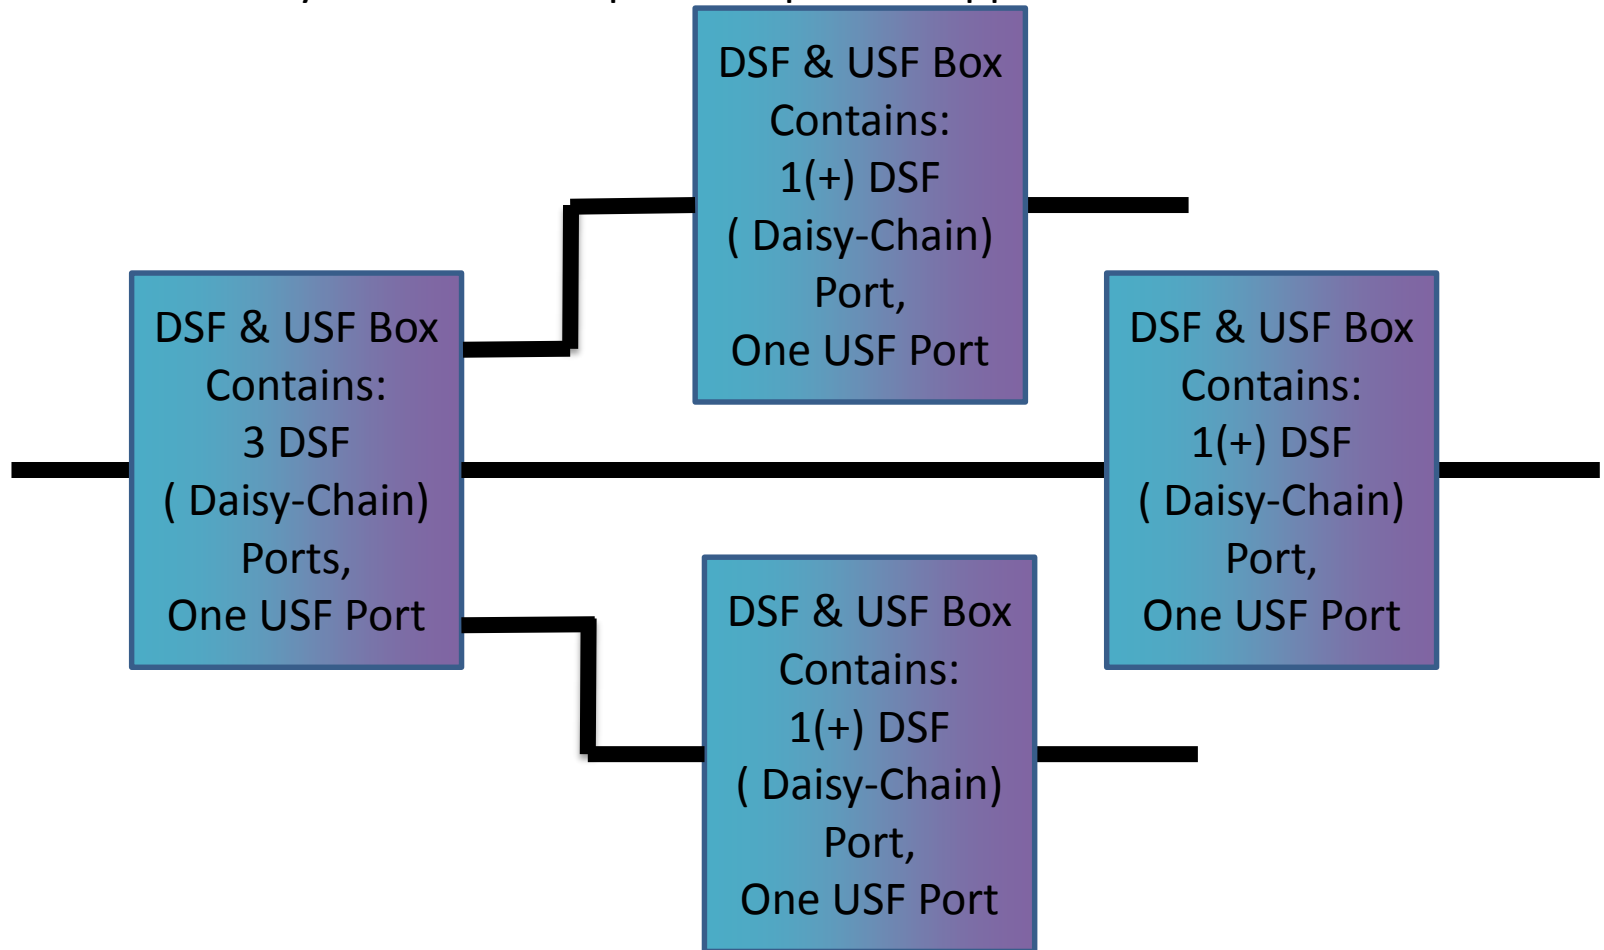 DSF & USF Box
Contains:
1(+) DSF
( Daisy-Chain)
Port,
One USF Port
DSF & USF Box
Contains:
3 DSF
( Daisy-Chain)
Ports,
One USF Port
DSF & USF Box
Contains:
1(+) DSF
( Daisy-Chain)
Port,
One USF Port
DSF & USF Box
Contains:
1(+) DSF
( Daisy-Chain)
Port,
One USF Port